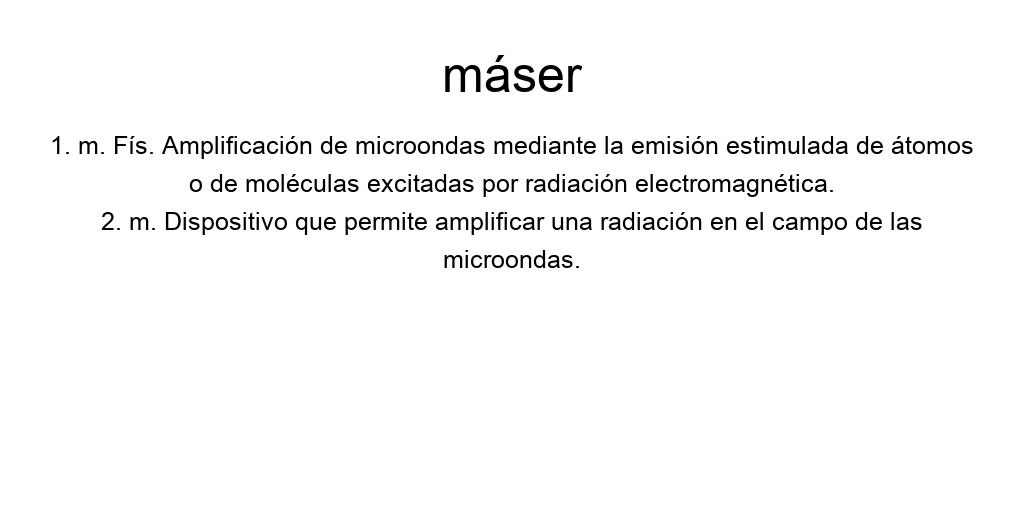 máser
1. m. Fís. Amplificación de microondas mediante la emisión estimulada de átomos
o de moléculas excitadas por radiación electromagnética.
2. m. Dispositivo que permite amplificar una radiación en el campo de las
microondas.